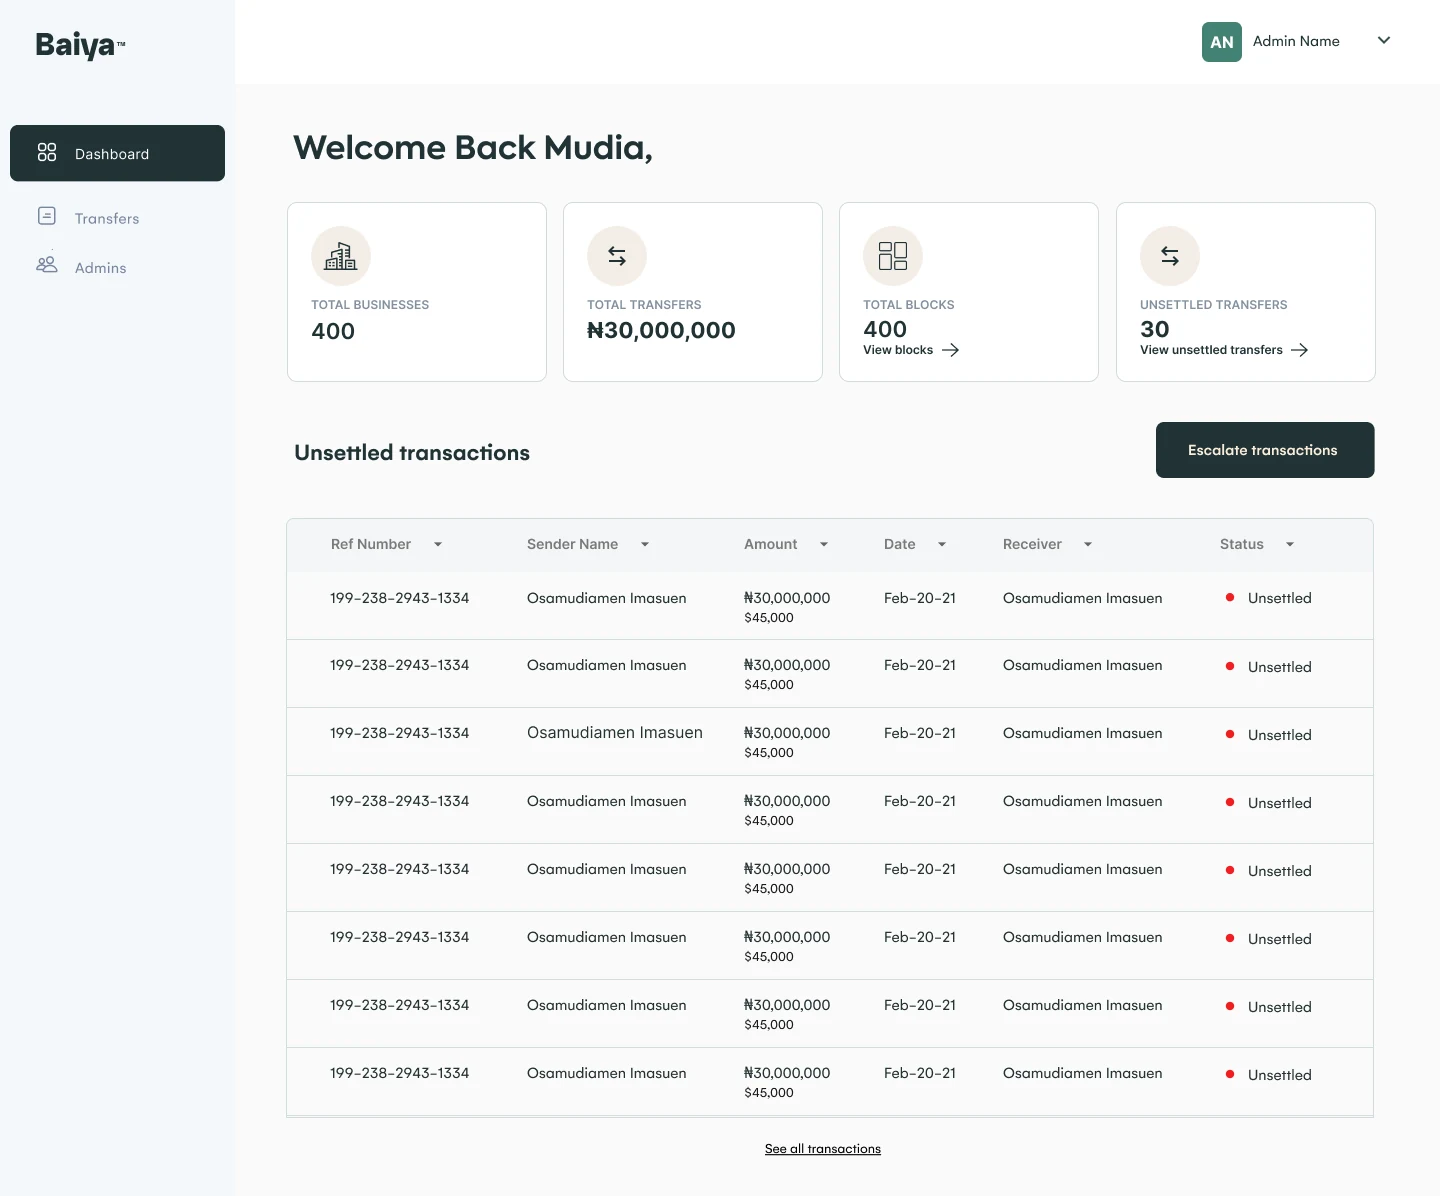 Baiya™
AN Admin Name
Dashboard
Transfers
Admins
Welcome Back Mudia,
TOTAL BUSINESSES
400
TOTAL TRANSFERS
₦30,000,000
TOTAL BLOCKS
400
View blocks
UNSETTLED TRANSFERS
30
View unsettled transfers
Unsettled transactions
Escalate transactions
Ref Number Sender Name Amount Date Receiver Status
199-238-2943-1334 Osamudiamen Imasuen ₦30,000,000 Feb-20-21 Osamudiamen Imasuen Unsettled
$45,000
199-238-2943-1334 Osamudiamen Imasuen ₦30,000,000 Feb-20-21 Osamudiamen Imasuen Unsettled
$45,000
199-238-2943-1334 Osamudiamen Imasuen ₦30,000,000 Feb-20-21 Osamudiamen Imasuen Unsettled
$45,000
199-238-2943-1334 Osamudiamen Imasuen ₦30,000,000 Feb-20-21 Osamudiamen Imasuen Unsettled
$45,000
199-238-2943-1334 Osamudiamen Imasuen ₦30,000,000 Feb-20-21 Osamudiamen Imasuen Unsettled
$45,000
199-238-2943-1334 Osamudiamen Imasuen ₦30,000,000 Feb-20-21 Osamudiamen Imasuen Unsettled
$45,000
199-238-2943-1334 Osamudiamen Imasuen ₦30,000,000 Feb-20-21 Osamudiamen Imasuen Unsettled
$45,000
199-238-2943-1334 Osamudiamen Imasuen ₦30,000,000 Feb-20-21 Osamudiamen Imasuen Unsettled
$45,000
See all transactions